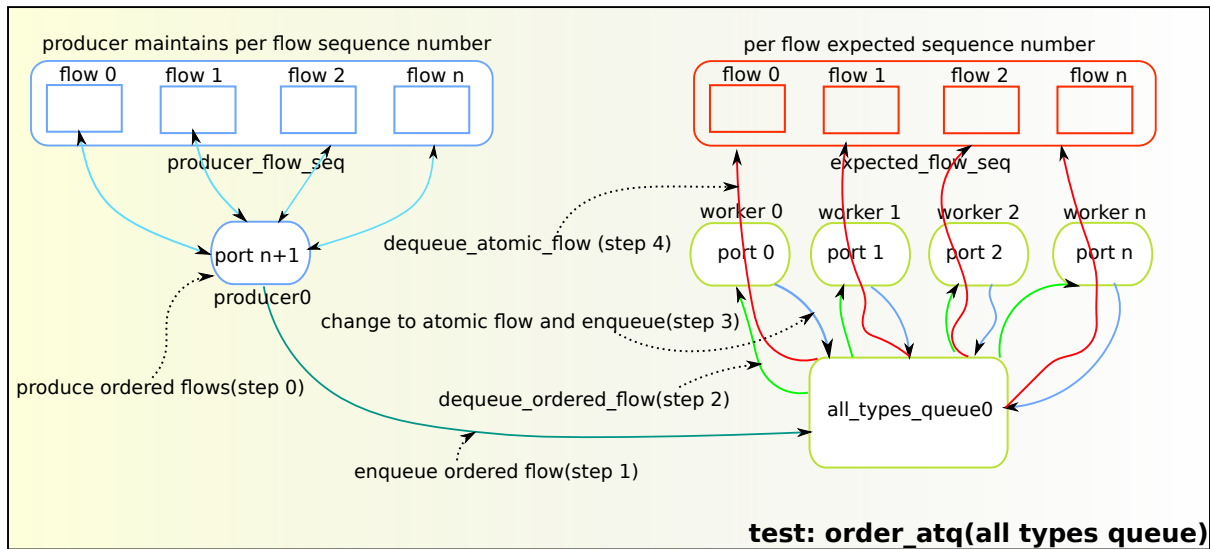 producer maintains per flow sequence number
flow 0
flow 1
flow 2
flow n
producer_flow_seq
per flow expected sequence number
flow 0
flow 1
flow 2
flow n
expected_flow_seq
worker 0
worker 1
worker 2
worker n
port 0
port 1
port 2
port n
port n+1
producer0
dequeue_atomic_flow (step 4)
change to atomic flow and enqueue(step 3)
produce ordered flows(step 0)
dequeue_ordered_flow(step 2)
all_types_queue0
enqueue ordered flow(step 1)
test: order_atq(all types queue)